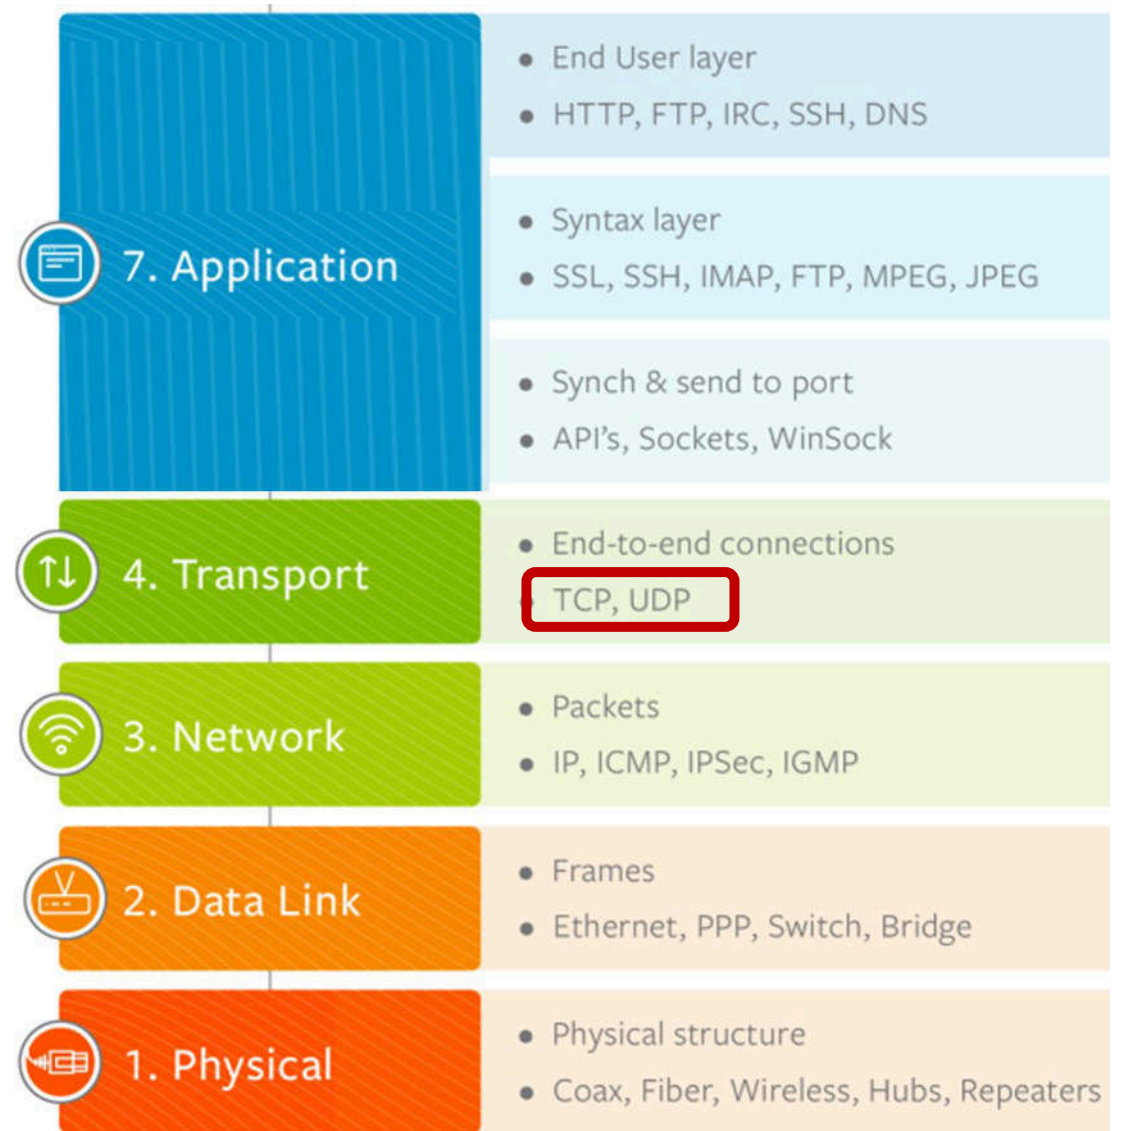 • End User layer
• HTTP, FTP, IRC, SSH, DNS
7. Application
• Syntax layer
• SSL, SSH, IMAP, FTP, MPEG, JPEG
• Synch & send to port
• API's, Sockets, WinSock
4. Transport
• End-to-end connections
• TCP, UDP
3. Network
• Packets
• IP, ICMP, IPSec, IGMP
2. Data Link
• Frames
• Ethernet, PPP, Switch, Bridge
1. Physical
• Physical structure
• Coax, Fiber, Wireless, Hubs, Repeaters